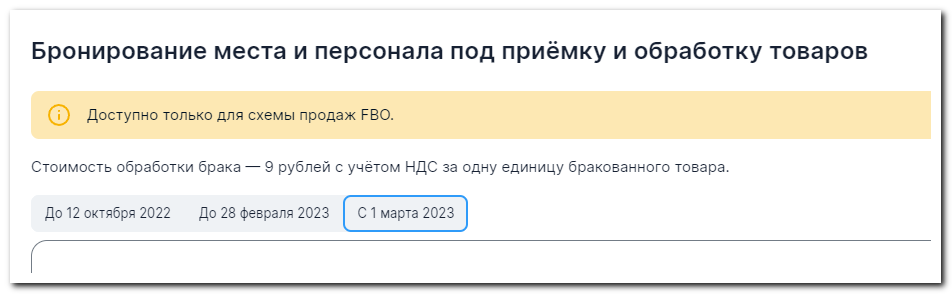 Бронирование места и персонала под приёмку и обработку товаров
Доступно только для схемы продаж FBO.
Стоимость обработки брака — 9 рублей с учётом НДС за одну единицу бракованного товара.
До 12 октября 2022 До 28 февраля 2023 С 1 марта 2023